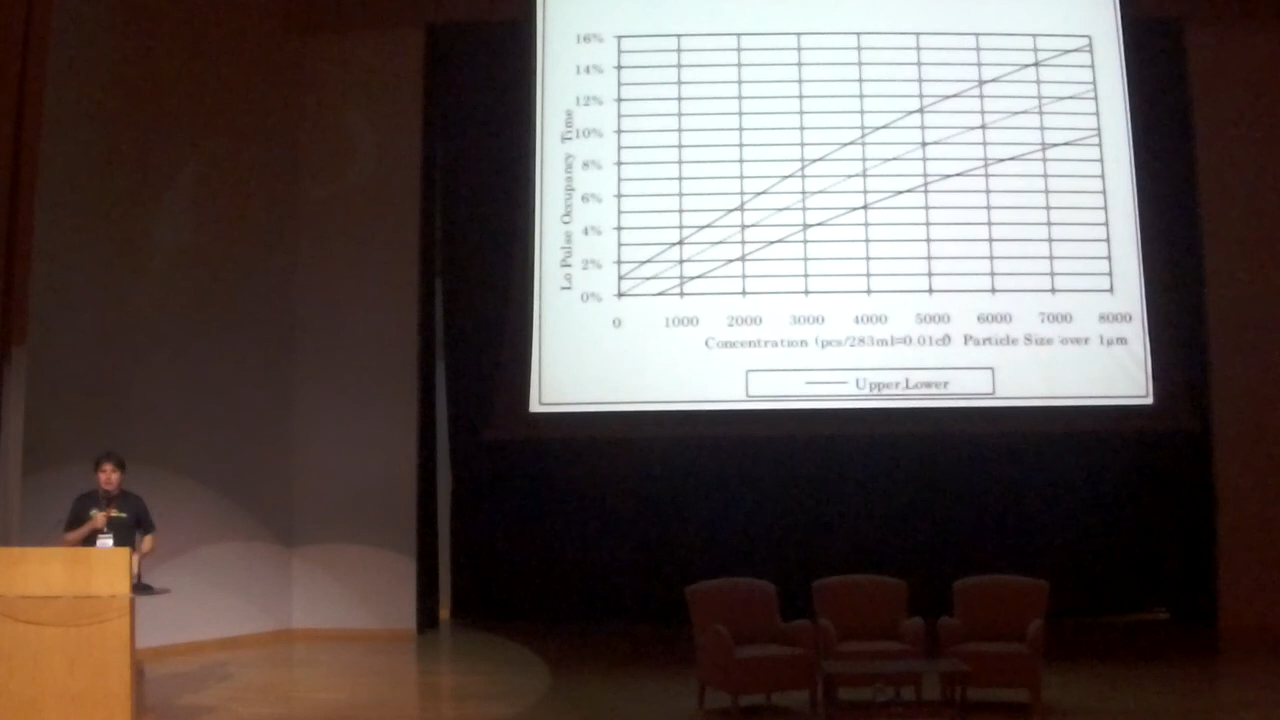 16%
14%
12%
10%
8%
6%
4%
2%
0%
Lo Pulse Occupancy Time
0 1000 2000 3000 4000 5000 6000 7000 8000
Concentration (pcs/283ml=0.01cf) Particle Size over 1μm
Upper,Lower